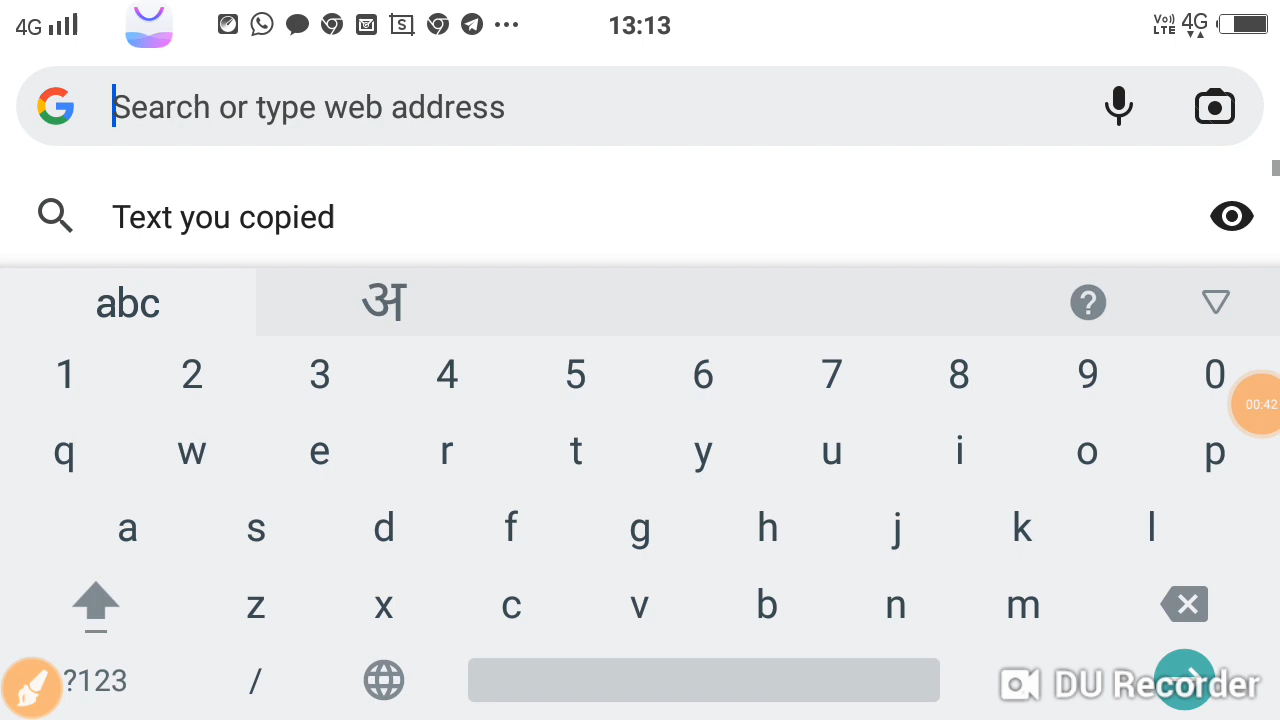 4G 13:13 Vo)) LTE 4G
Search or type web address
Text you copied
abc अ ?
1 2 3 4 5 6 7 8 9 0
00:42
q w e r t y u i o p
a s d f g h j k l
z x c v b n m
?123 /
DU Recorder